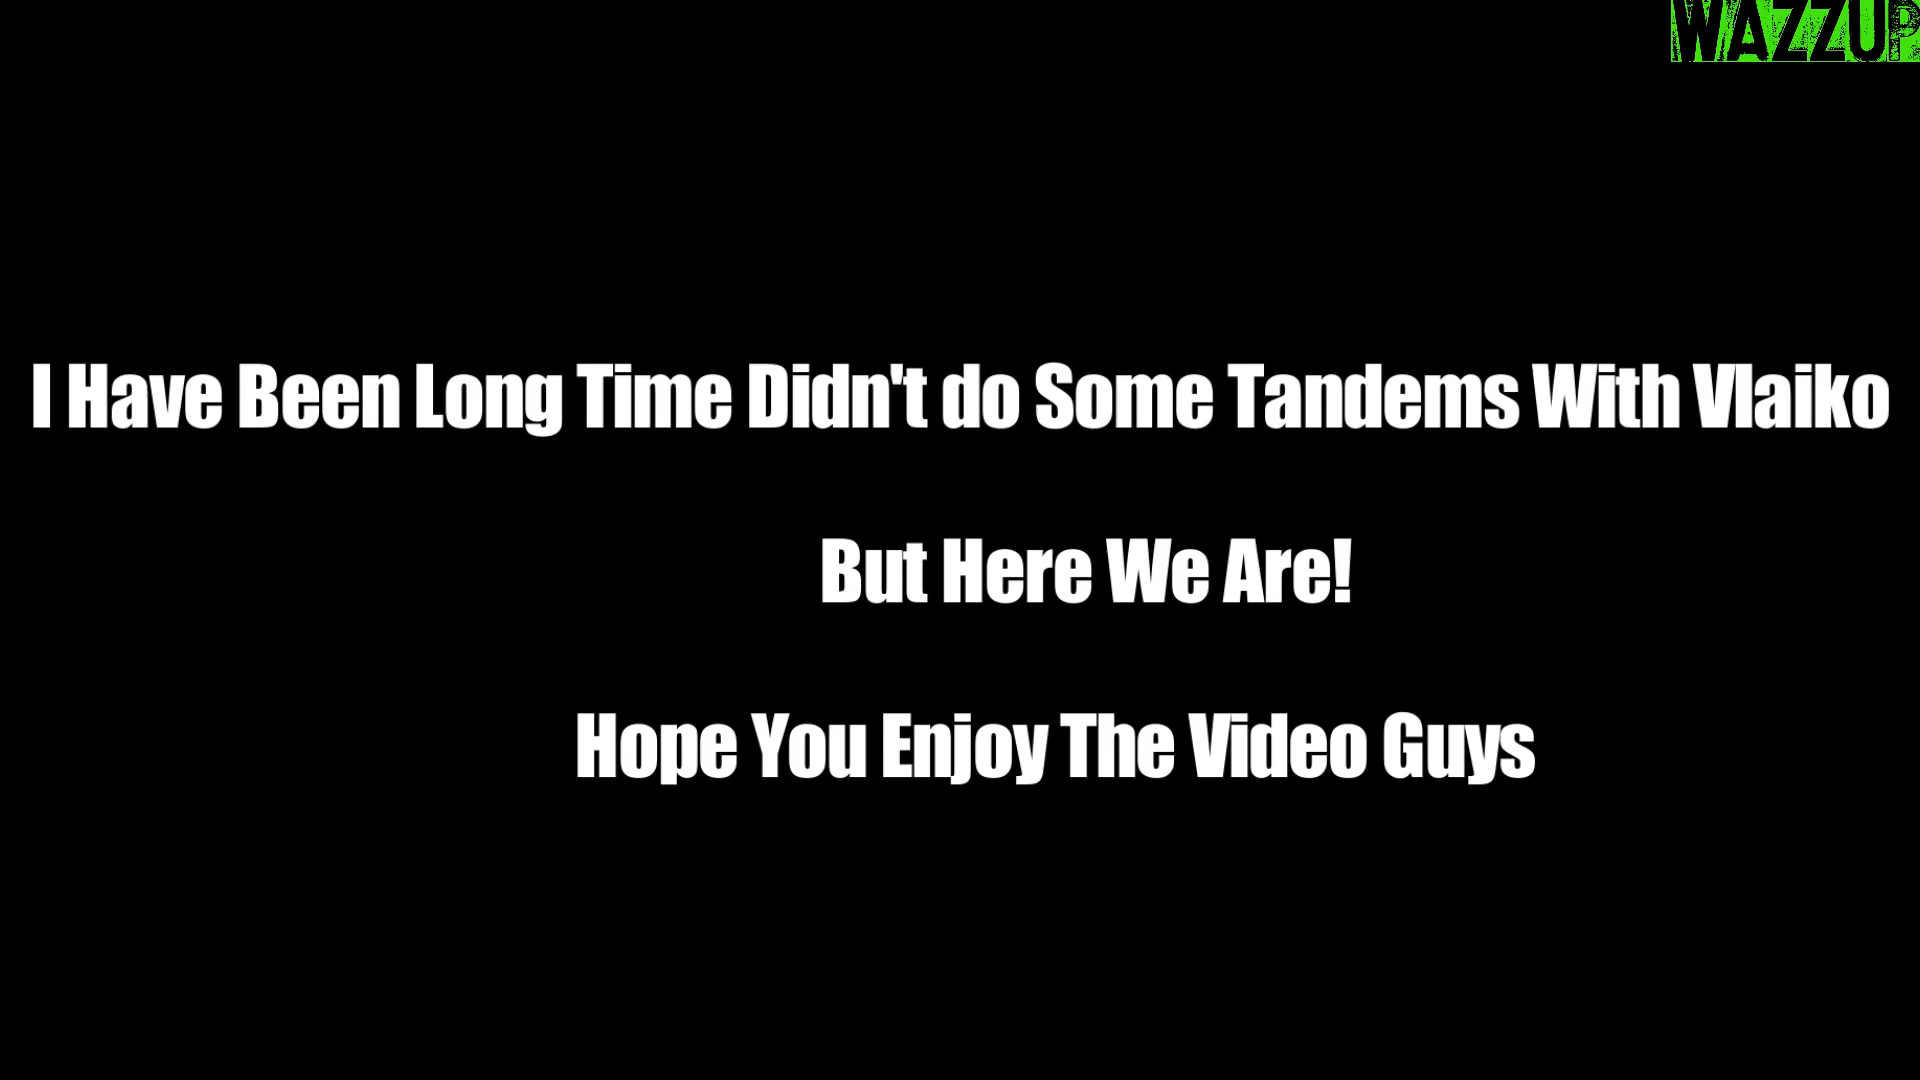 WAZZUP
I Have Been Long Time Didn't do Some Tandems With Vlaiko
But Here We Are!
Hope You Enjoy The Video Guys